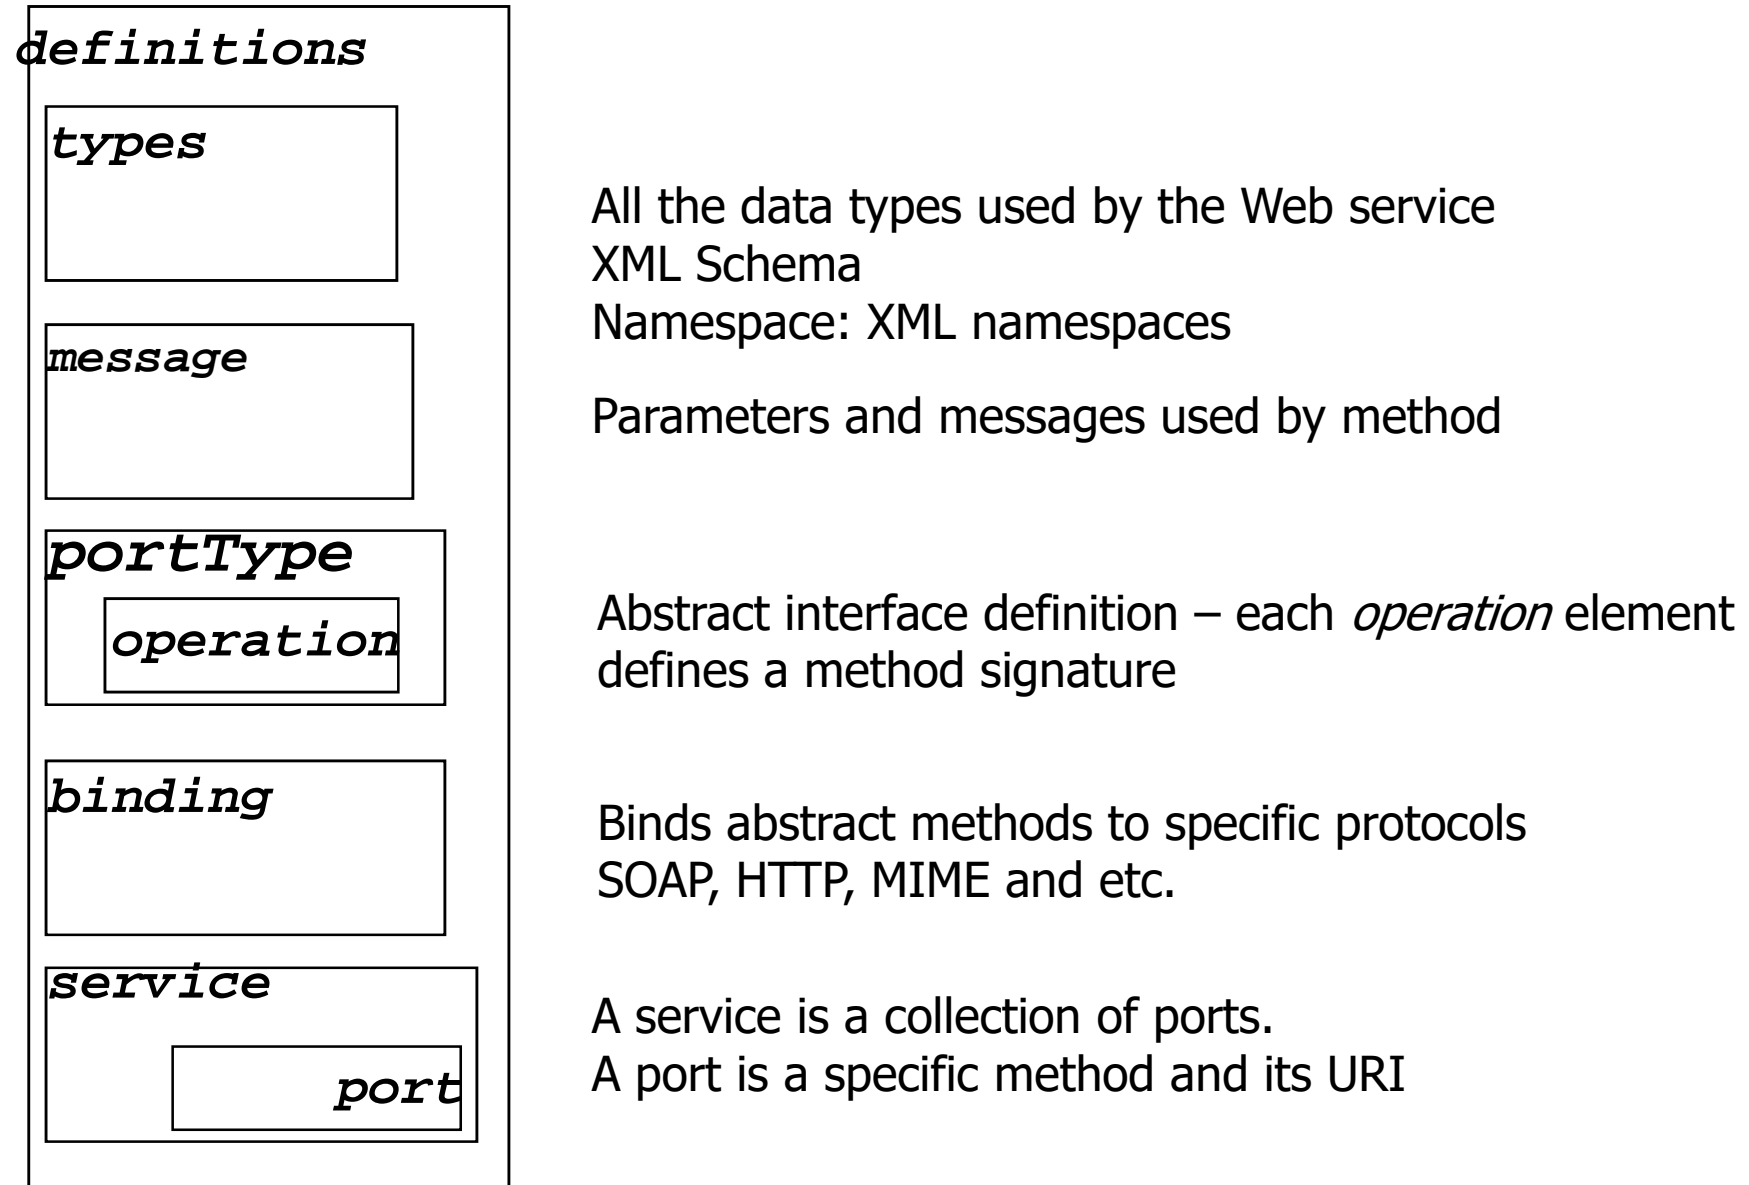 definitions
types
All the data types used by the Web service
XML Schema
Namespace: XML namespaces
message
Parameters and messages used by method
portType
operation
Abstract interface definition – each operation element
defines a method signature
binding
Binds abstract methods to specific protocols
SOAP, HTTP, MIME and etc.
service
port
A service is a collection of ports.
A port is a specific method and its URI